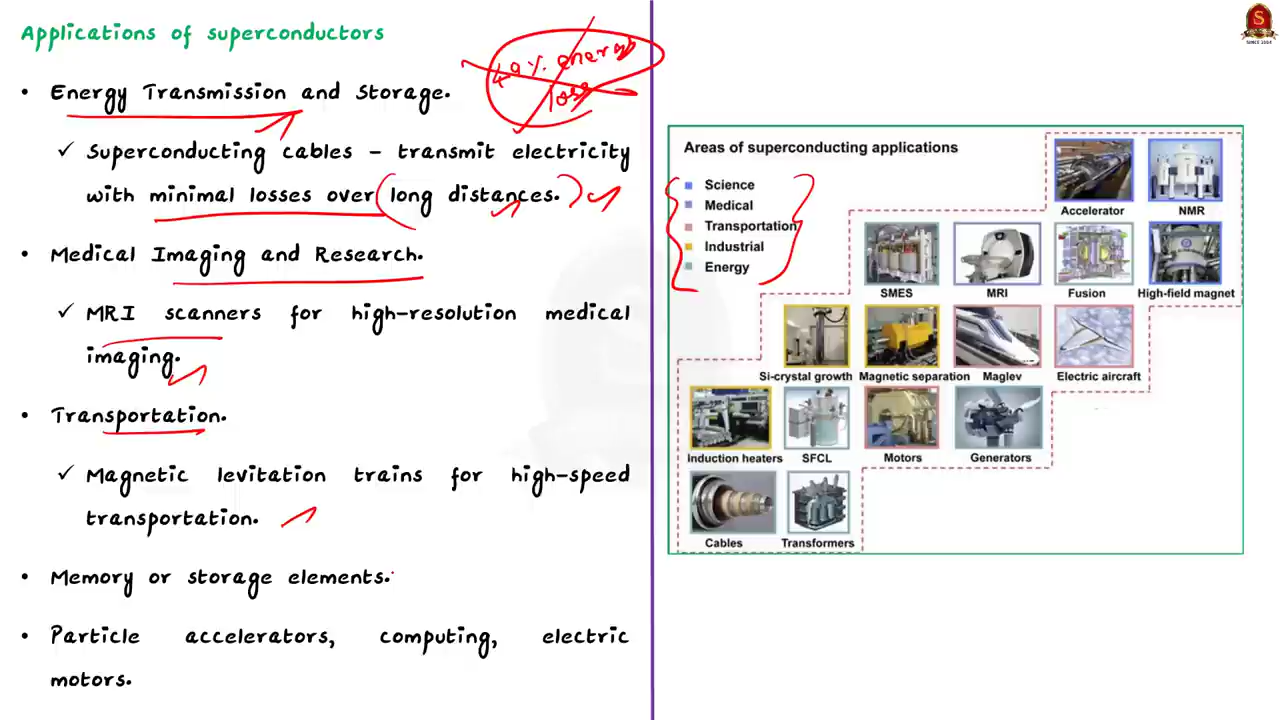 Applications of superconductors
• Energy Transmission and Storage.
49% energy
loss
✓ Superconducting cables – transmit electricity
with minimal losses over (long distances.)
• Medical Imaging and Research.
✓ MRI scanners for high-resolution medical
imaging.
• Transportation.
✓ Magnetic levitation trains for high-speed
transportation.
• Memory or storage elements.
• Particle accelerators, computing, electric
motors.
S
SINCE 2004
Areas of superconducting applications
Science
Medical
Transportation
Industrial
Energy
Accelerator NMR
SMES MRI Fusion High-field magnet
Si-crystal growth Magnetic separation Maglev Electric aircraft
Induction heaters SFCL Motors Generators
Cables Transformers